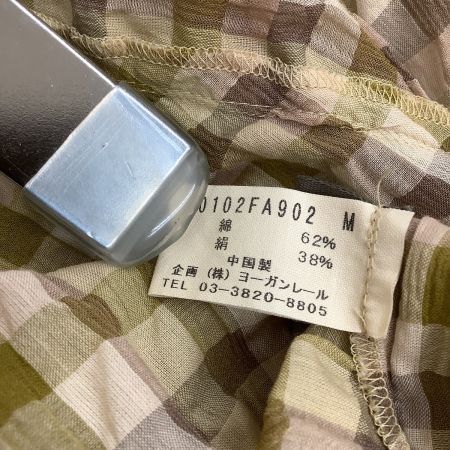 0102FA902 M
綿 62%
絹 38%
中国製
企画 (株) ヨーガンレール
TEL 03-3820-8805